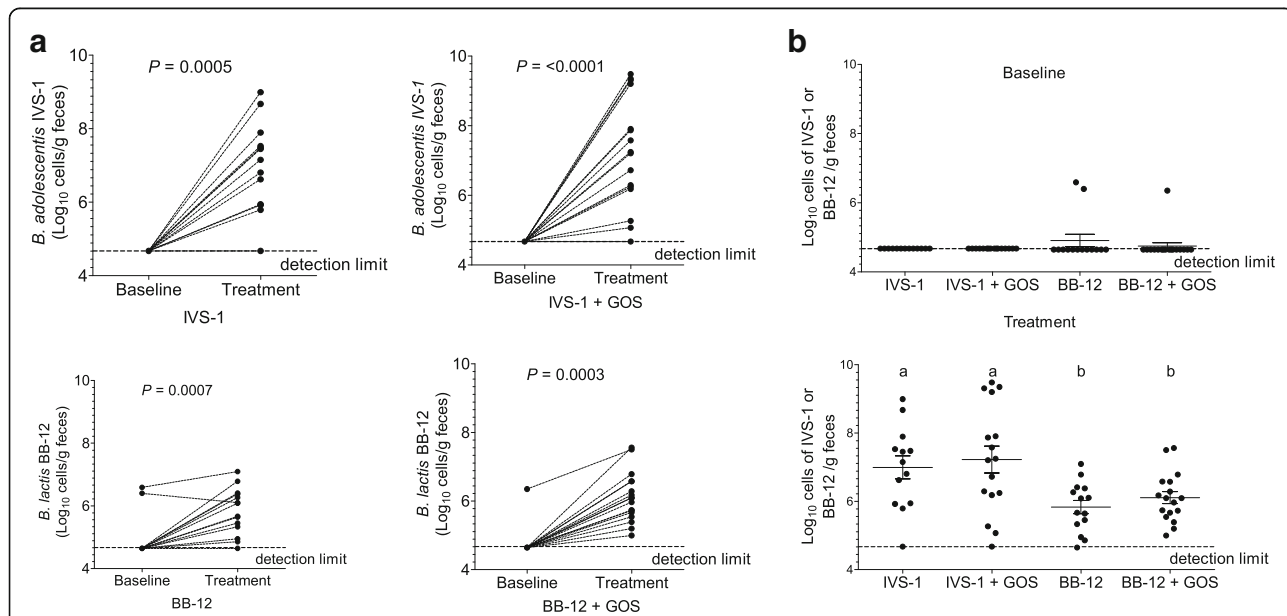 a
P = 0.0005
B. adolescentis IVS-1
(Log10 cells/g feces)
10
8
6
4
detection limit
Baseline Treatment
IVS-1
P = <0.0001
B. adolescentis IVS-1
(Log10 cells/g feces)
10
8
6
4
detection limit
Baseline Treatment
IVS-1 + GOS
P = 0.0007
B. lactis BB-12
(Log10 cells/g feces)
10
8
6
4
detection limit
Baseline Treatment
BB-12
P = 0.0003
B. lactis BB-12
(Log10 cells/g feces)
10
8
6
4
detection limit
Baseline Treatment
BB-12 + GOS
b
Baseline
Log10 cells of IVS-1 or
BB-12 /g feces
10
8
6
4
detection limit
IVS-1 IVS-1 + GOS BB-12 BB-12 + GOS
Treatment
Log10 cells of IVS-1 or
BB-12 /g feces
10
8
6
4
a a b b
detection limit
IVS-1 IVS-1 + GOS BB-12 BB-12 + GOS